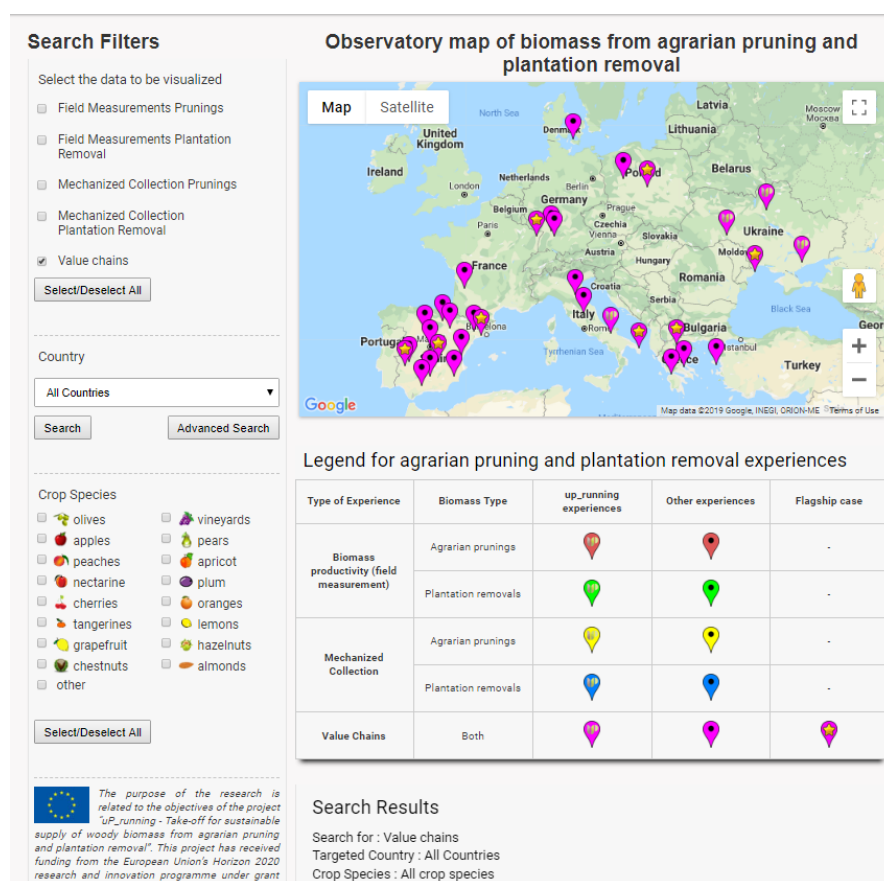 Search Filters
Select the data to be visualized
Field Measurements Prunings
Field Measurements Plantation
Removal
Mechanized Collection Prunings
Mechanized Collection
Plantation Removal
Value chains
Select/Deselect All
Country
All Countries
Search
Advanced Search
Crop Species
olives
vineyards
apples
pears
peaches
apricot
nectarine
plum
cherries
oranges
tangerines
lemons
grapefruit
hazelnuts
chestnuts
almonds
other
Select/Deselect All
The purpose of the research is
related to the objectives of the project
"uP_running - Take-off for sustainable
supply of woody biomass from agrarian pruning
and plantation removal". This project has received
funding from the European Union's Horizon 2020
research and innovation programme under grant
Observatory map of biomass from agrarian pruning and
plantation removal
Map
Satellite
North Sea
Latvia
Moscow
Москва
Lithuania
United
Kingdom
Ireland
Netherlands
London
Berlin
Belarus
Germany
Belgium
Prague
Paris
Czechia
Vienna
Slovakia
Ukraine
Austria
Hungary
France
Romania
Croatia
Serbia
Italy
Black Sea
Bulgaria
Tyrrhenian Sea
Turkey
Google
Map data ©2019 Google, INEGI, ORION-ME
Terms of Use
Legend for agrarian pruning and plantation removal experiences
Type of Experience
Biomass Type
up_running
experiences
Other experiences
Flagship case
Biomass
productivity (field
measurement)
Agrarian prunings
-
Plantation removals
-
Mechanized
Collection
Agrarian prunings
-
Plantation removals
-
Value Chains
Both
Search Results
Search for : Value chains
Targeted Country : All Countries
Crop Species : All crop species